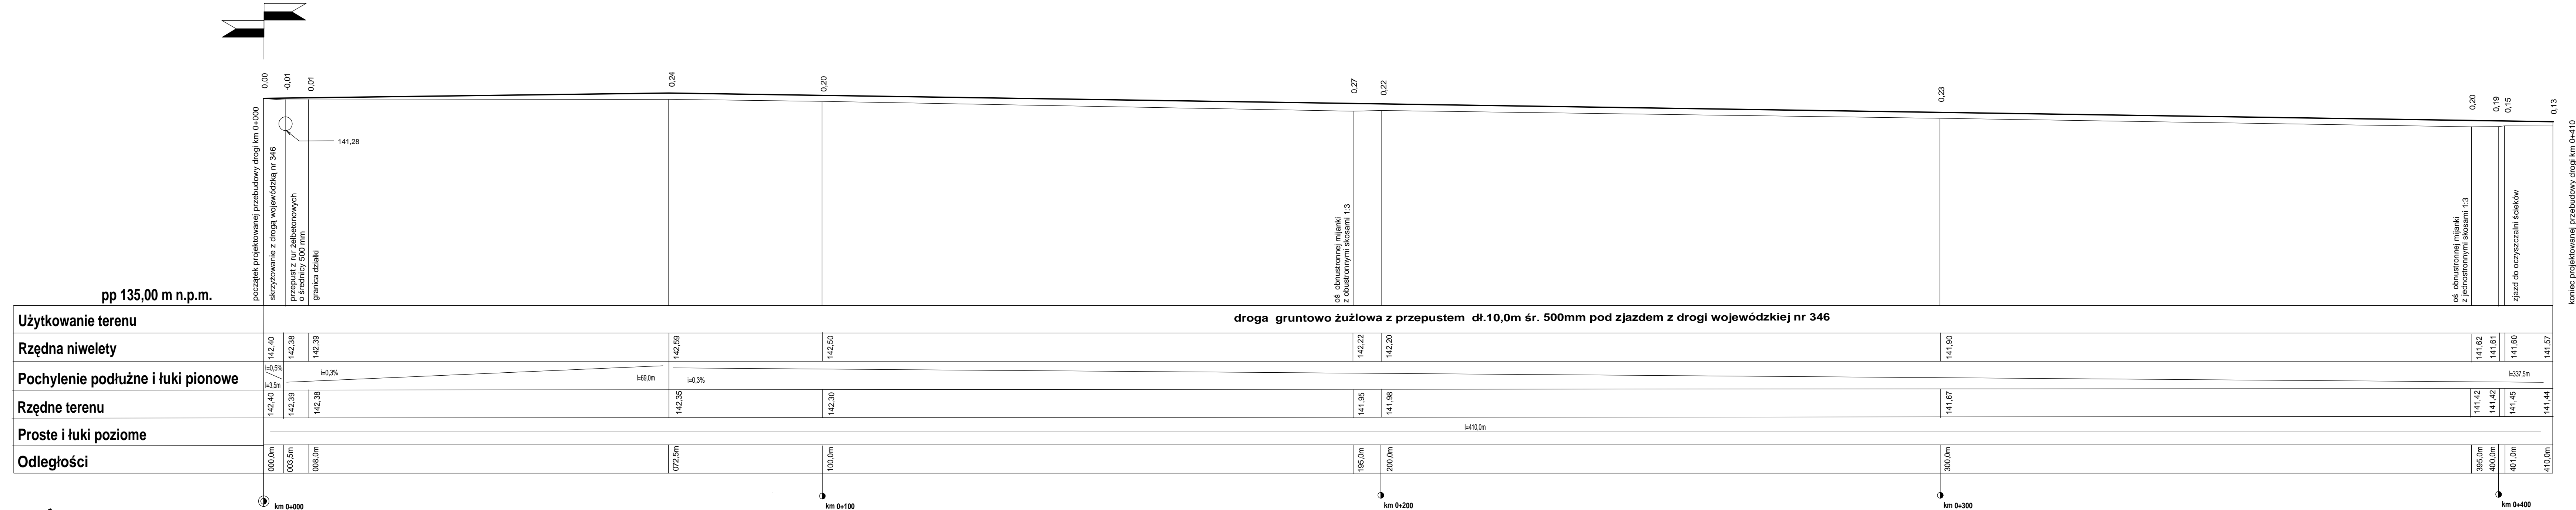 0,00
-0,01
0,01
0,24
0,20
0,27
0,22
0,23
0,20
0,19
0,15
0,13
141,28
początek projektowanej przebudowy drogi km 0+000
skrzyżowanie z drogą wojewódzką nr 346
przepust z rur żelbetonowych
o średnicy 500 mm
granica działki
oś obnustronnej mijanki
z obustronnymi skosami 1:3
oś obnustronnej mijanki
z jednostronnymi skosami 1:3
zjazd do oczyszczalni ścieków
koniec projektowanej przebudowy drogi km 0+410
pp 135,00 m n.p.m.
Użytkowanie terenu
droga gruntowo żużlowa z przepustem dł.10,0m śr. 500mm pod zjazdem z drogi wojewódzkiej nr 346
Rzędna niwelety
142,40
142,38
142,39
142,59
142,50
142,22
142,20
141,90
141,62
141,61
141,60
141,57
Pochylenie podłużne i łuki pionowe
i=0,5%
l=3,5m
i=0,3%
l=69,0m
i=0,3%
l=337,5m
Rzędne terenu
142,40
142,39
142,38
142,35
142,30
141,95
141,98
141,67
141,42
141,42
141,45
141,44
Proste i łuki poziome
l=410,0m
Odległości
000,0m
003,5m
008,0m
072,5m
100,0m
195,0m
200,0m
300,0m
395,0m
400,0m
401,0m
410,0m
km 0+000
km 0+100
km 0+200
km 0+300
km 0+400